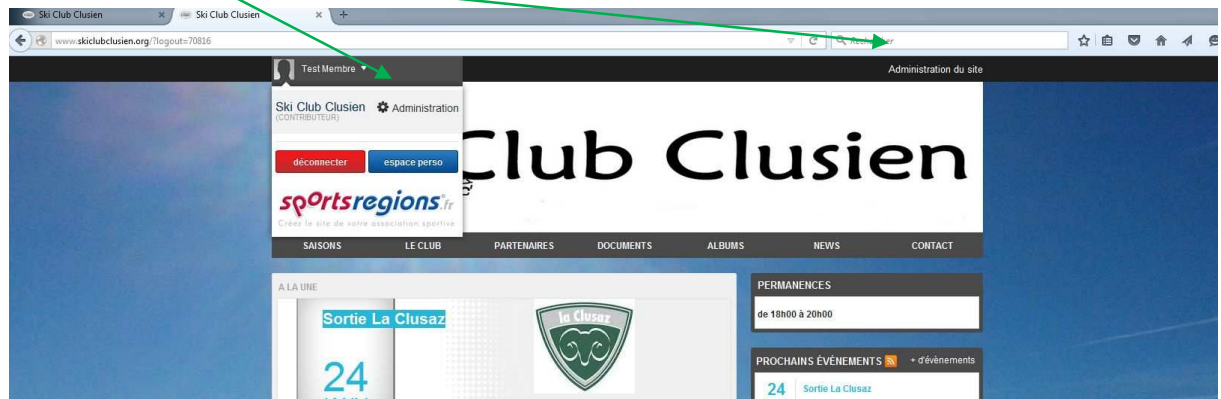 Ski Club Clusien × Ski Club Clusien × +
www.skiclubclusien.org/?logout=70816
Rechercher
Test Membre
Administration du site
Ski Club Clusien Administration
(CONTRIBUTEUR)
Club Clusien
déconnecter espace perso
sportsregions.fr
Créez le site de votre association sportive
SAISONS LE CLUB PARTENAIRES DOCUMENTS ALBUMS NEWS CONTACT
A LA UNE
PERMANENCES
Sortie La Clusaz
la Clusaz
de 18h00 à 20h00
PROCHAINS ÉVÈNEMENTS + d'évènements
24
24 Sortie La Clusaz